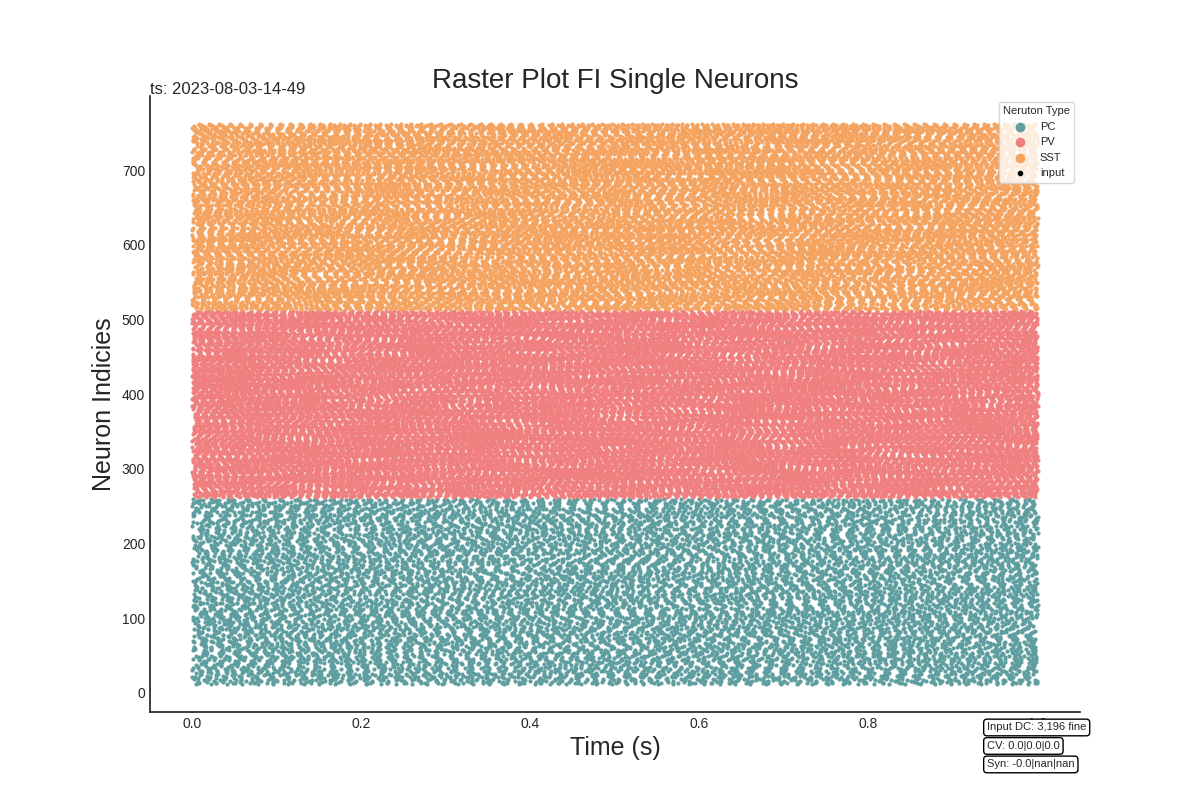 Raster Plot FI Single Neurons
ts: 2023-08-03-14-49
Neruton Type
PC
PV
SST
input
Neuron Indicies
700
600
500
400
300
200
100
0
0.0 0.2 0.4 0.6 0.8
Time (s)
Input DC: 3,196 fine
CV: 0.0|0.0|0.0
Syn: -0.0|nan|nan